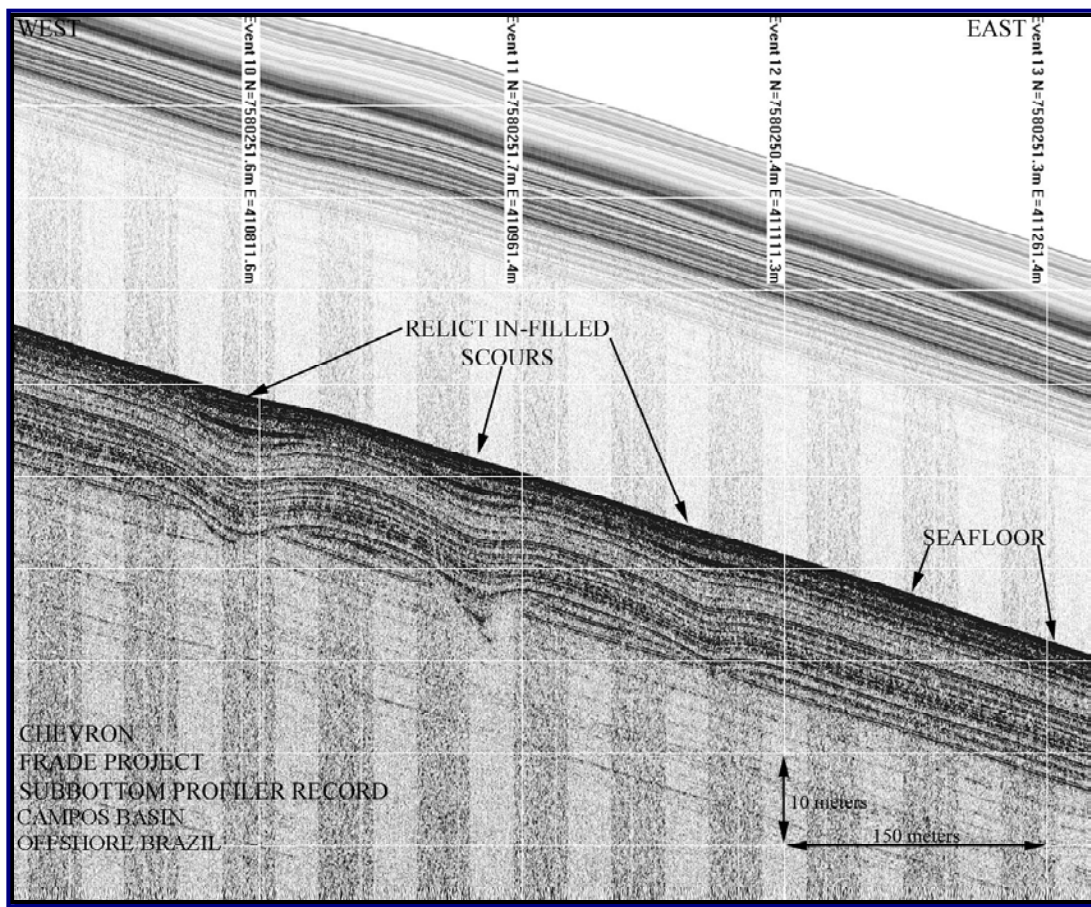 WEST
EAST
Event 10 N=7580251.6m E=410811.6m
Event 11 N=7580251.7m E=410961.4m
Event 12 N=7580250.4m E=411111.3m
Event 13 N=7580251.3m E=411261.4m
RELICT IN-FILLED
SCOURS
SEAFLOOR
CHEVRON
FRADE PROJECT
SUBBOTTOM PROFILER RECORD
CAMPOS BASIN
OFFSHORE BRAZIL
10 meters
150 meters